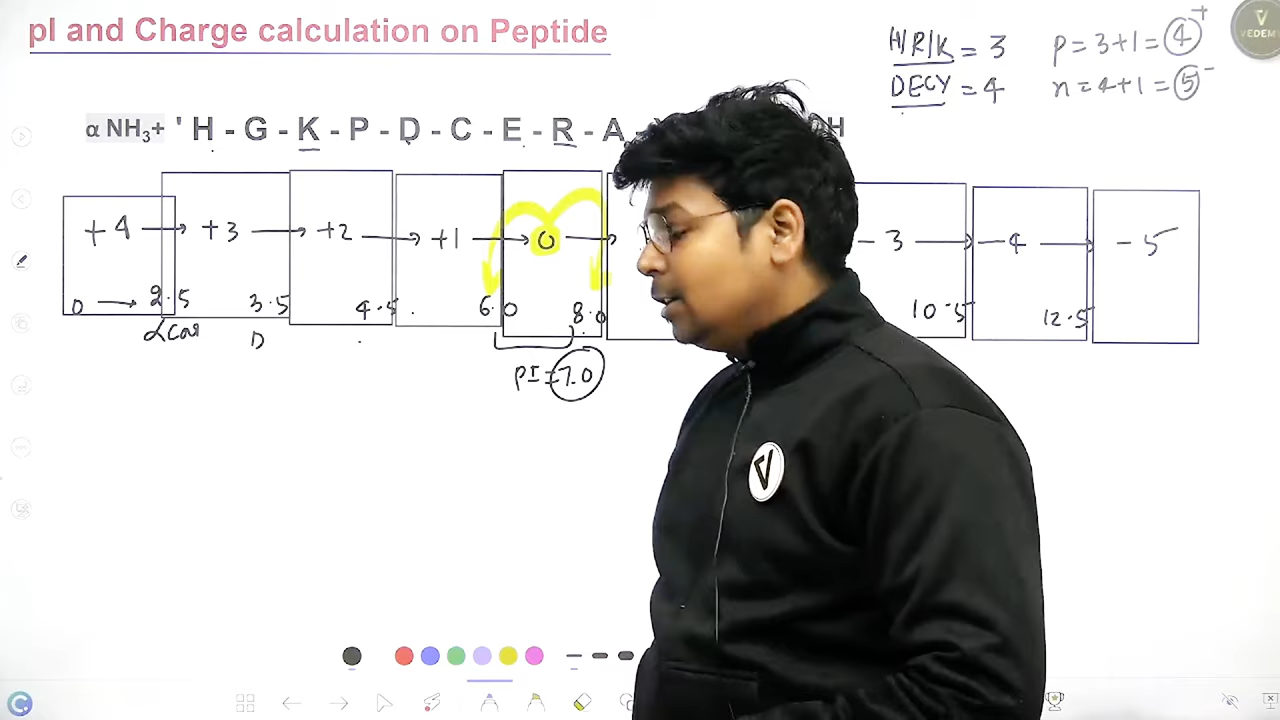 pI and Charge calculation on Peptide
H/R/K = 3 p = 3+1 = 4+
DECY = 4 n = 4+1 = 5-
VEDEM
α NH3+ 'H - G - K - P - D - C - E - R - A
+4 → +3 → +2 → +1 → 0 → -3 → -4 → -5
0 → 2.5 3.5 4.5 6.0 8.0 10.5 12.5
D
pI = 7.0